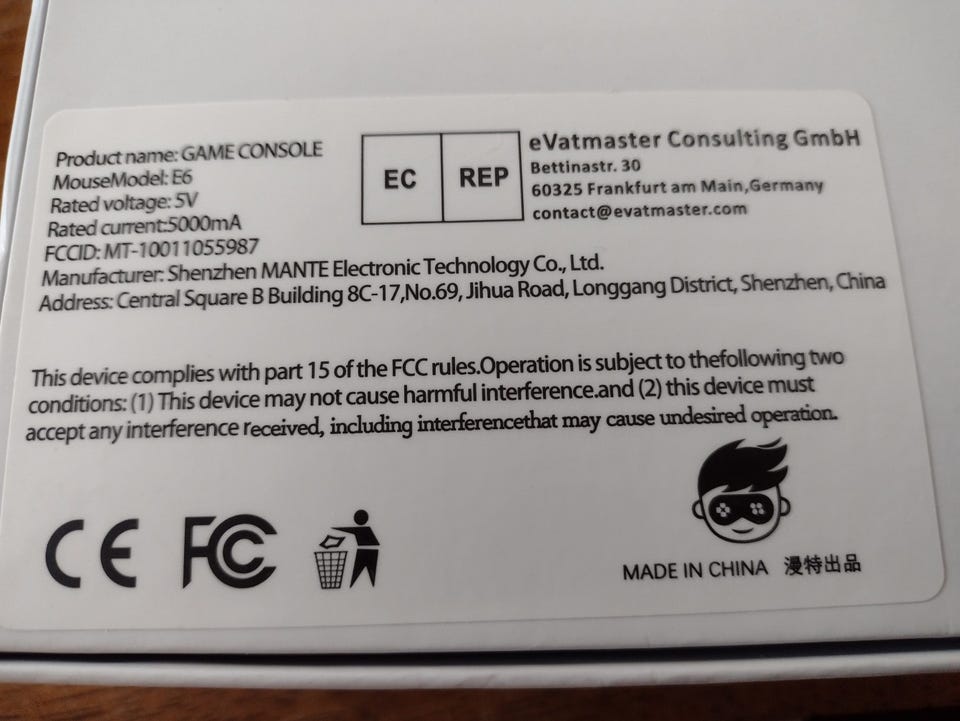 Product name: GAME CONSOLE
MouseModel: E6
Rated voltage: 5V
Rated current:5000mA
FCCID: MT-10011055987
Manufacturer: Shenzhen MANTE Electronic Technology Co., Ltd.
Address: Central Square B Building 8C-17,No.69, Jihua Road, Longgang District, Shenzhen, China
EC REP
eVatmaster Consulting GmbH
Bettinastr. 30
60325 Frankfurt am Main,Germany
contact@evatmaster.com
This device complies with part 15 of the FCC rules.Operation is subject to thefollowing two
conditions: (1) This device may not cause harmful interference.and (2) this device must
accept any interference received, including interferencethat may cause undesired operation.
CE FCC
MADE IN CHINA 漫特出品